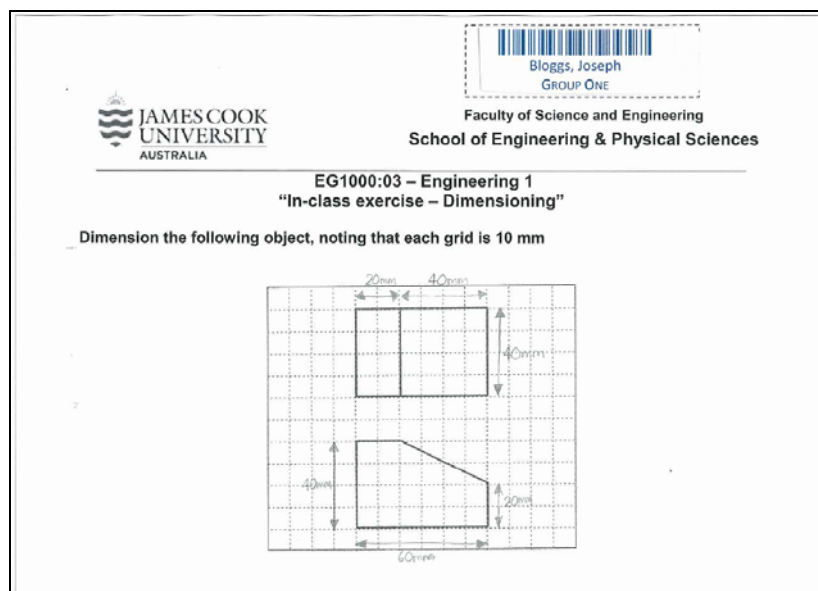 Bloggs, Joseph
GROUP ONE
JAMES COOK
UNIVERSITY
AUSTRALIA
Faculty of Science and Engineering
School of Engineering & Physical Sciences
EG1000:03 – Engineering 1
“In-class exercise – Dimensioning”
Dimension the following object, noting that each grid is 10 mm
20mm 40mm
40mm
40mm
20mm
60mm